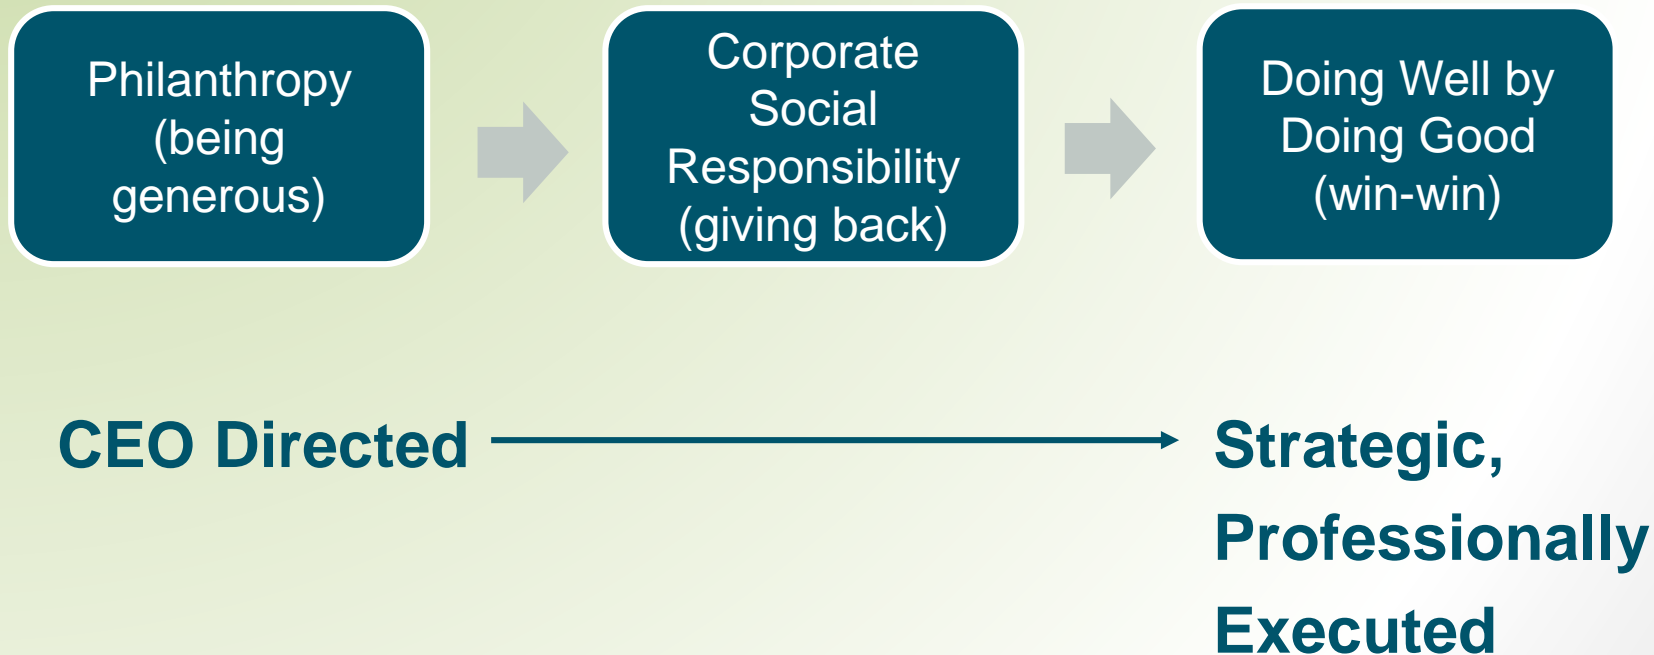 Philanthropy
(being
generous)
Corporate
Social
Responsibility
(giving back)
Doing Well by
Doing Good
(win-win)
CEO Directed
Strategic,
Professionally
Executed